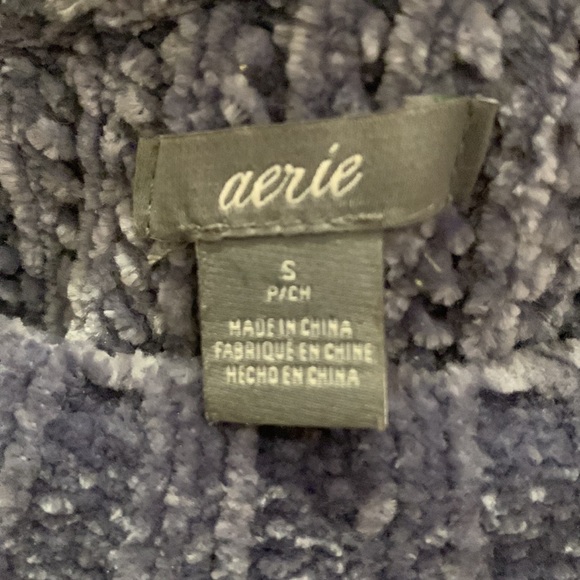 aerie
S
P/CH
MADE IN CHINA
FABRIQUÉ EN CHINE
HECHO EN CHINA